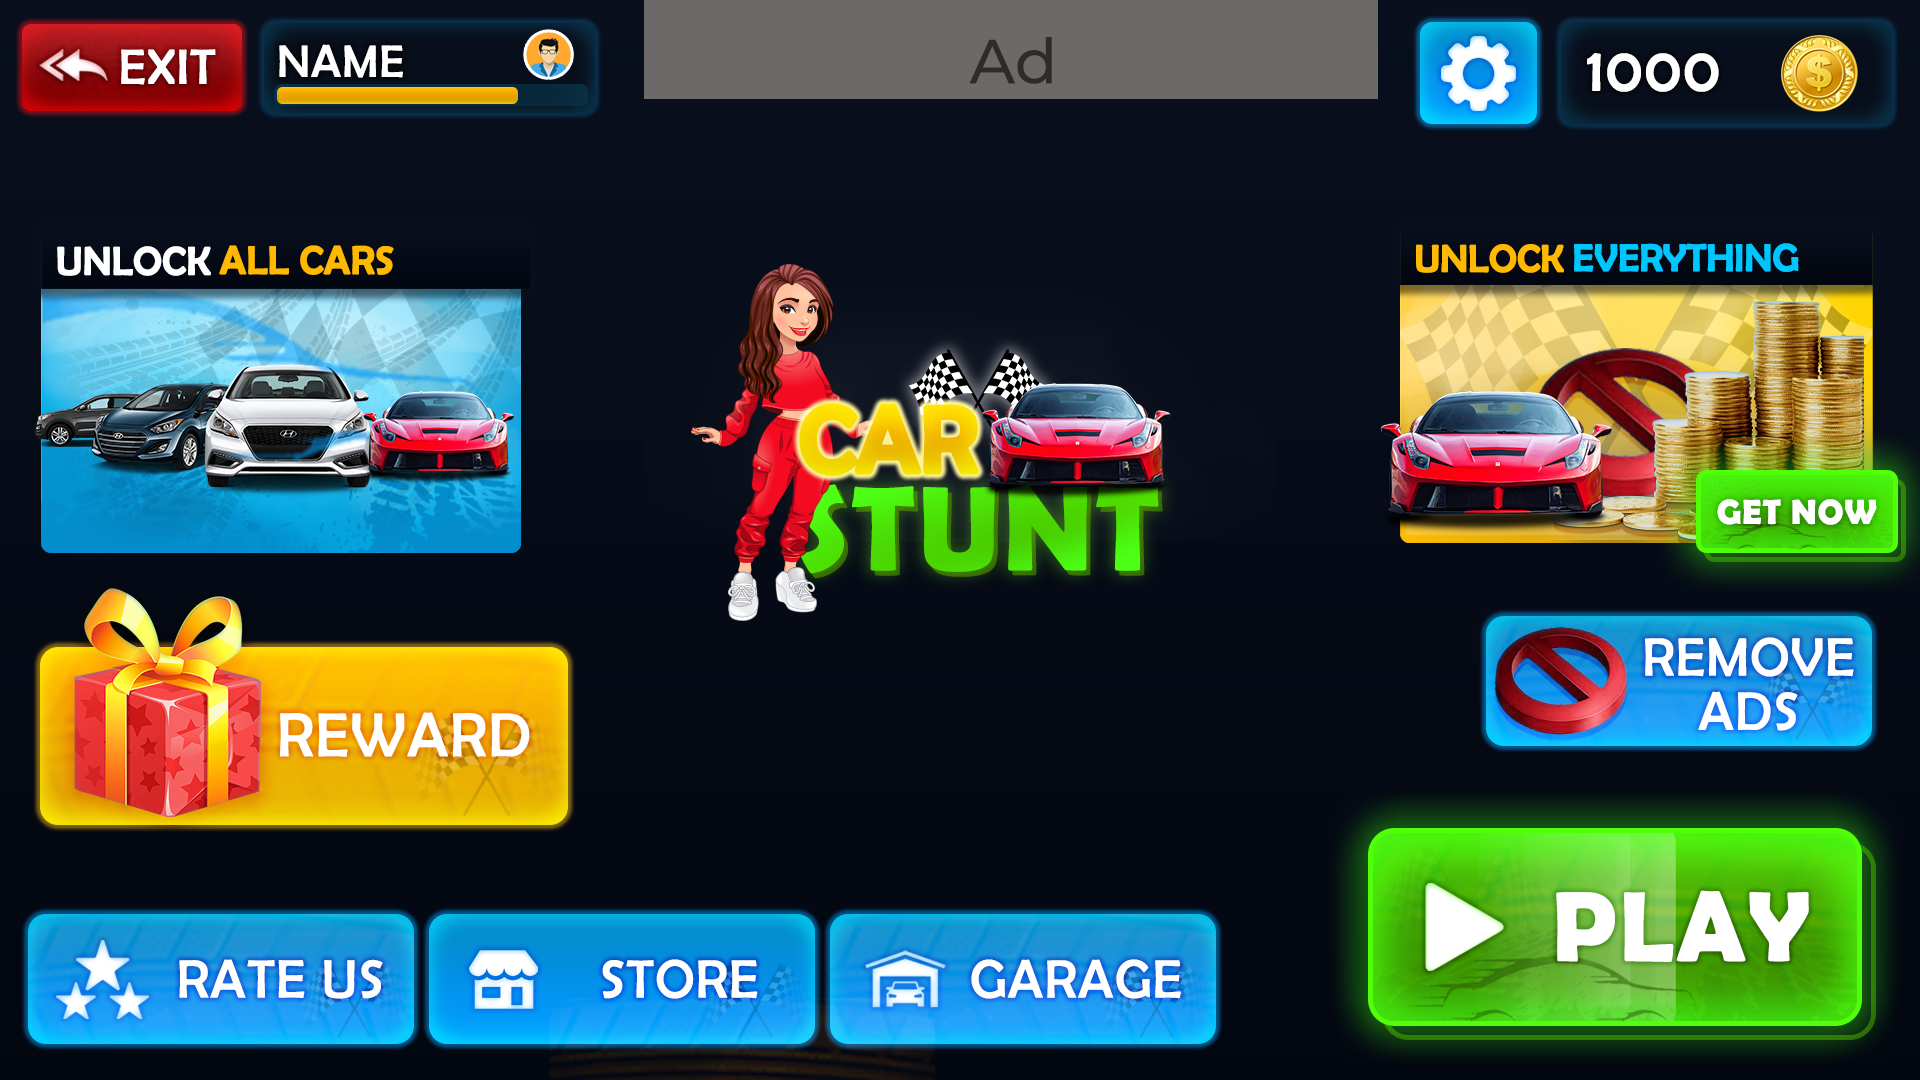 EXIT
NAME
Ad
1000
UNLOCK ALL CARS
UNLOCK EVERYTHING
CAR
STUNT
GET NOW
REWARD
REMOVE
ADS
PLAY
RATE US
STORE
GARAGE